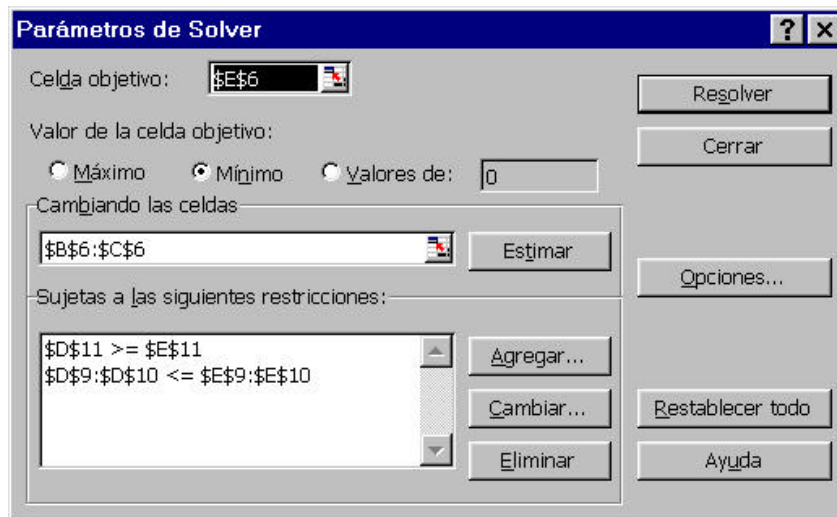 Parámetros de Solver
Celda objetivo: $E$6
Resolver
Valor de la celda objetivo:
Cerrar
Máximo Mínimo Valores de: 0
Cambiando las celdas
$B$6:$C$6 Estimar
Opciones...
Sujetas a las siguientes restricciones:
$D$11 >= $E$11
$D$9:$D$10 <= $E$9:$E$10
Agregar...
Cambiar... Restablecer todo
Eliminar Ayuda